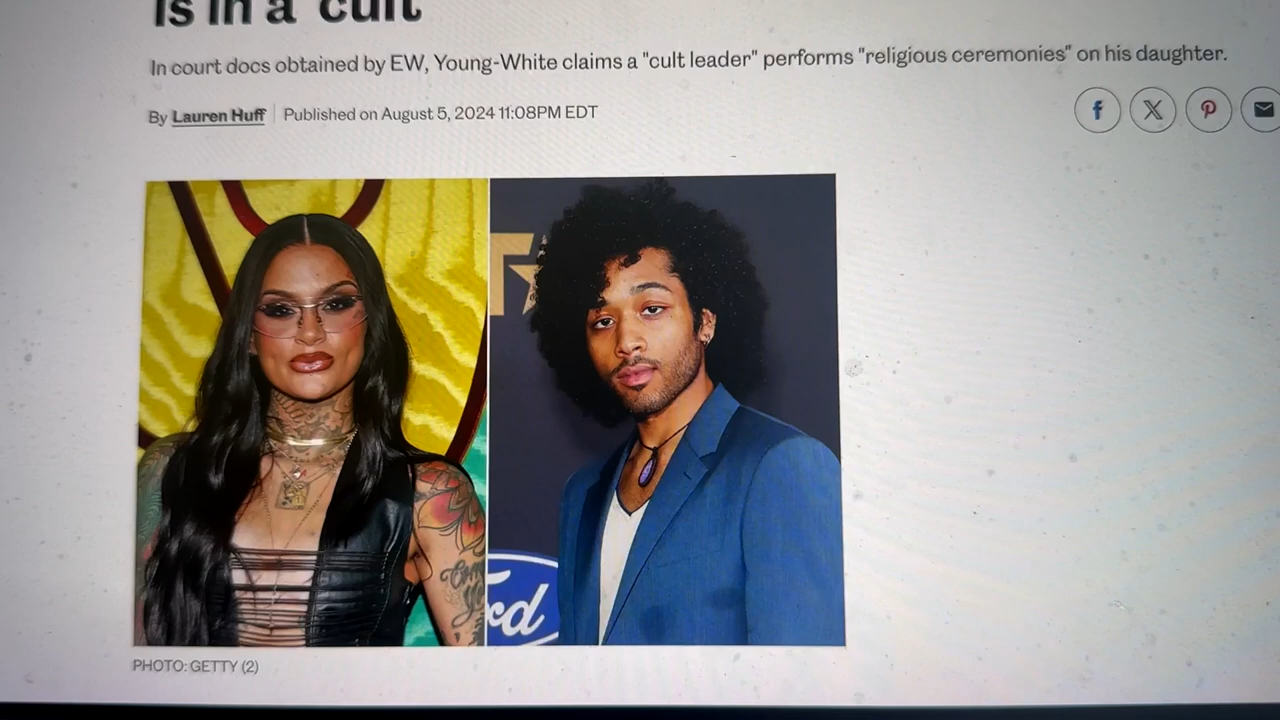 is in a 'cult'
In court docs obtained by EW, Young-White claims a "cult leader" performs "religious ceremonies" on his daughter.
By Lauren Huff
Published on August 5, 2024 11:08PM EDT
PHOTO: GETTY (2)